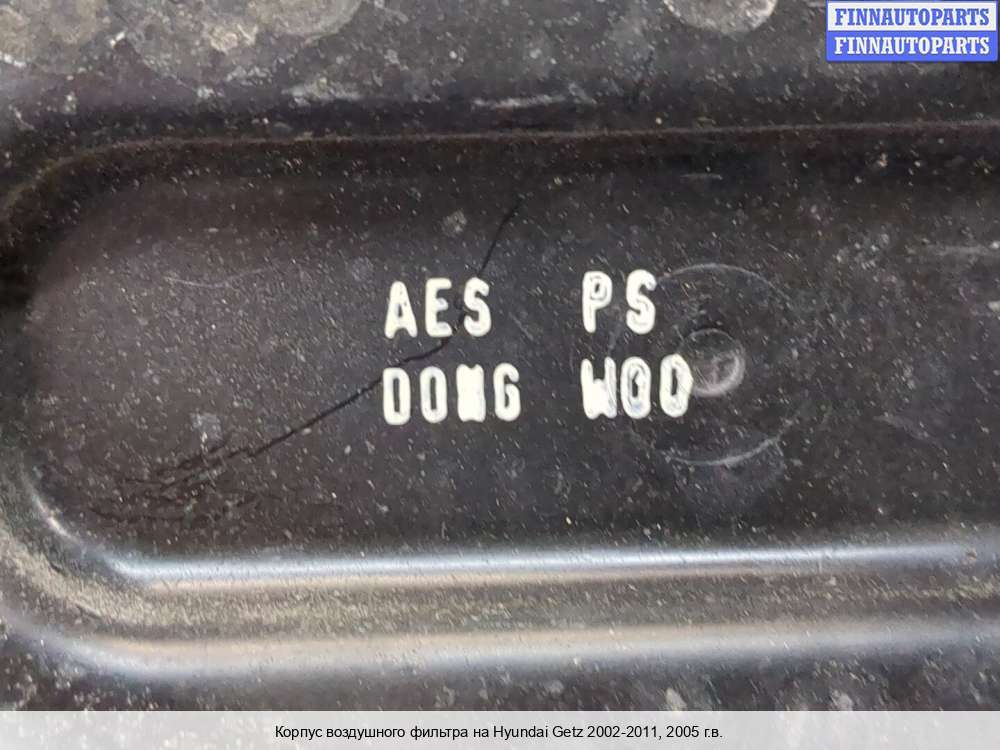 FINNAUTOPARTS
FINNAUTOPARTS
AES PS
DONG WOO
Корпус воздушного фильтра на Hyundai Getz 2002-2011, 2005 г.в.